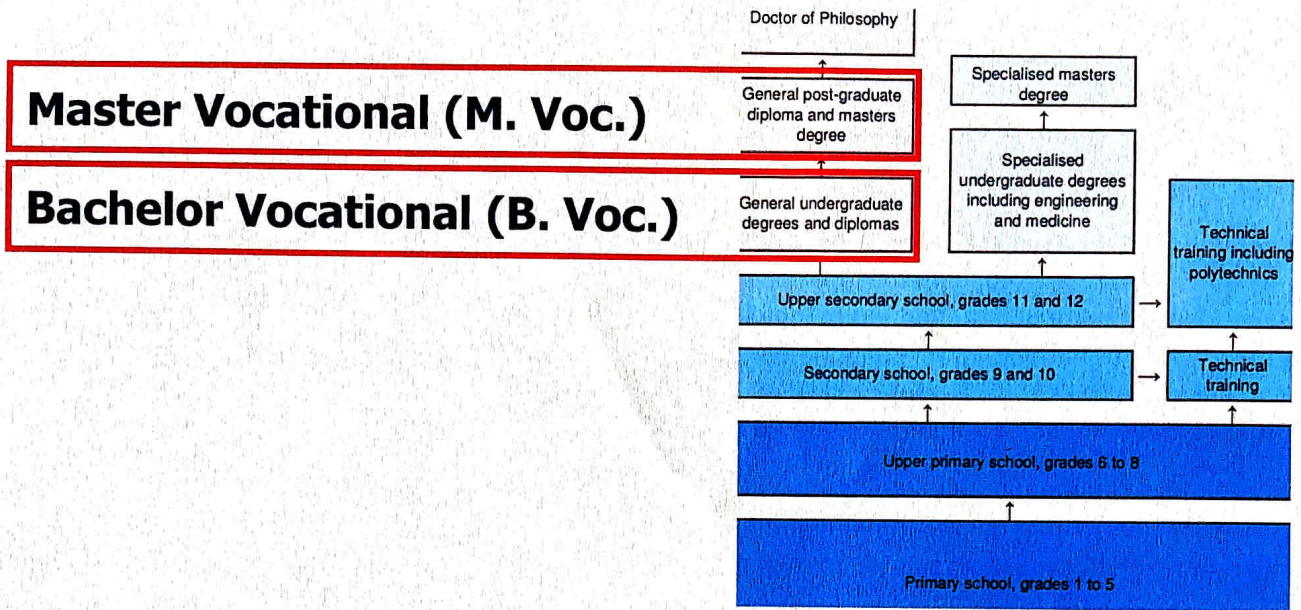 Doctor of Philosophy
Master Vocational (M. Voc.)
General post-graduate
diploma and masters
degree
Specialised masters
degree
Bachelor Vocational (B. Voc.)
General undergraduate
degrees and diplomas
Specialised
undergraduate degrees
including engineering
and medicine
Technical
training including
polytechnics
Upper secondary school, grades 11 and 12
Secondary school, grades 9 and 10
Technical
training
Upper primary school, grades 6 to 8
Primary school, grades 1 to 5